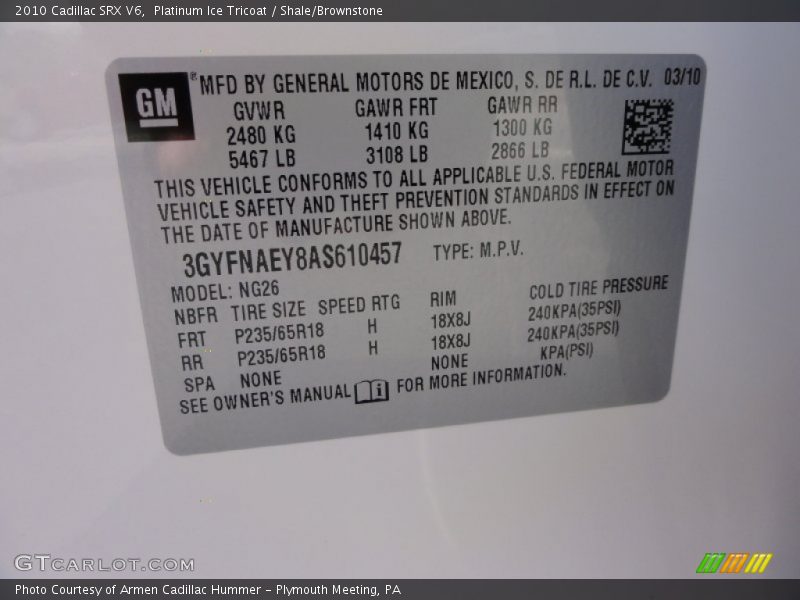 2010 Cadillac SRX V6, Platinum Ice Tricoat / Shale/Brownstone
GM ® MFD BY GENERAL MOTORS DE MEXICO, S. DE R.L. DE C.V. 03/10
GVWR GAWR FRT GAWR RR
2480 KG 1410 KG 1300 KG
5467 LB 3108 LB 2866 LB
THIS VEHICLE CONFORMS TO ALL APPLICABLE U.S. FEDERAL MOTOR
VEHICLE SAFETY AND THEFT PREVENTION STANDARDS IN EFFECT ON
THE DATE OF MANUFACTURE SHOWN ABOVE.
3GYFNAEY8AS610457 TYPE: M.P.V.
MODEL: NG26
NBFR TIRE SIZE SPEED RTG RIM COLD TIRE PRESSURE
FRT P235/65R18 H 18X8J 240KPA(35PSI)
RR P235/65R18 H 18X8J 240KPA(35PSI)
SPA NONE NONE KPA(PSI)
SEE OWNER'S MANUAL i FOR MORE INFORMATION.
GTCARLOT.COM
Photo Courtesy of Armen Cadillac Hummer - Plymouth Meeting, PA